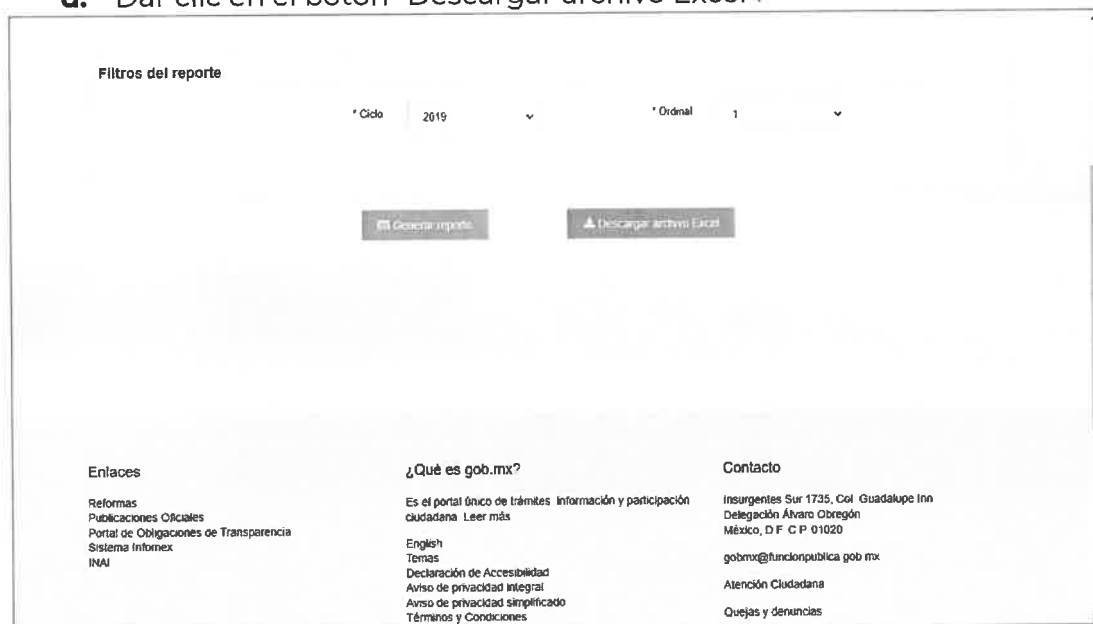 d. Dar clic en el botón "Descargar archivo Excel".
Filtros del reporte
* Ciclo 2019 * Ordinal 1
Generar reporte Descargar archivo Excel
Enlaces
Reformas
Publicaciones Oficiales
Portal de Obligaciones de Transparencia
Sistema Infomex
INAI
¿Qué es gob.mx?
Es el portal único de trámites información y participación
ciudadana Leer más
English
Temas
Declaración de Accesibilidad
Aviso de privacidad integral
Aviso de privacidad simplificado
Términos y Condiciones
Contacto
Insurgentes Sur 1735, Col Guadalupe Inn
Delegación Álvaro Obregón
México, D F C P 01020
gobmx@funcionpublica gob mx
Atención Ciudadana
Quejas y denuncias